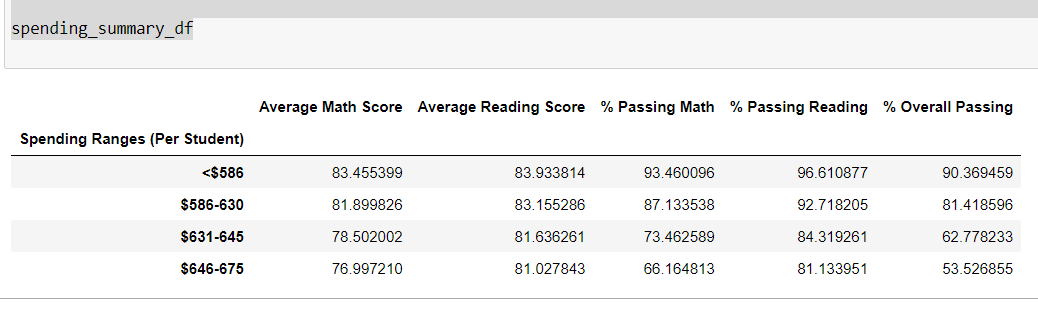 spending_summary_df
Average Math Score Average Reading Score % Passing Math % Passing Reading % Overall Passing
Spending Ranges (Per Student)
<$586 83.455399 83.933814 93.460096 96.610877 90.369459
$586-630 81.899826 83.155286 87.133538 92.718205 81.418596
$631-645 78.502002 81.636261 73.462589 84.319261 62.778233
$646-675 76.997210 81.027843 66.164813 81.133951 53.526855